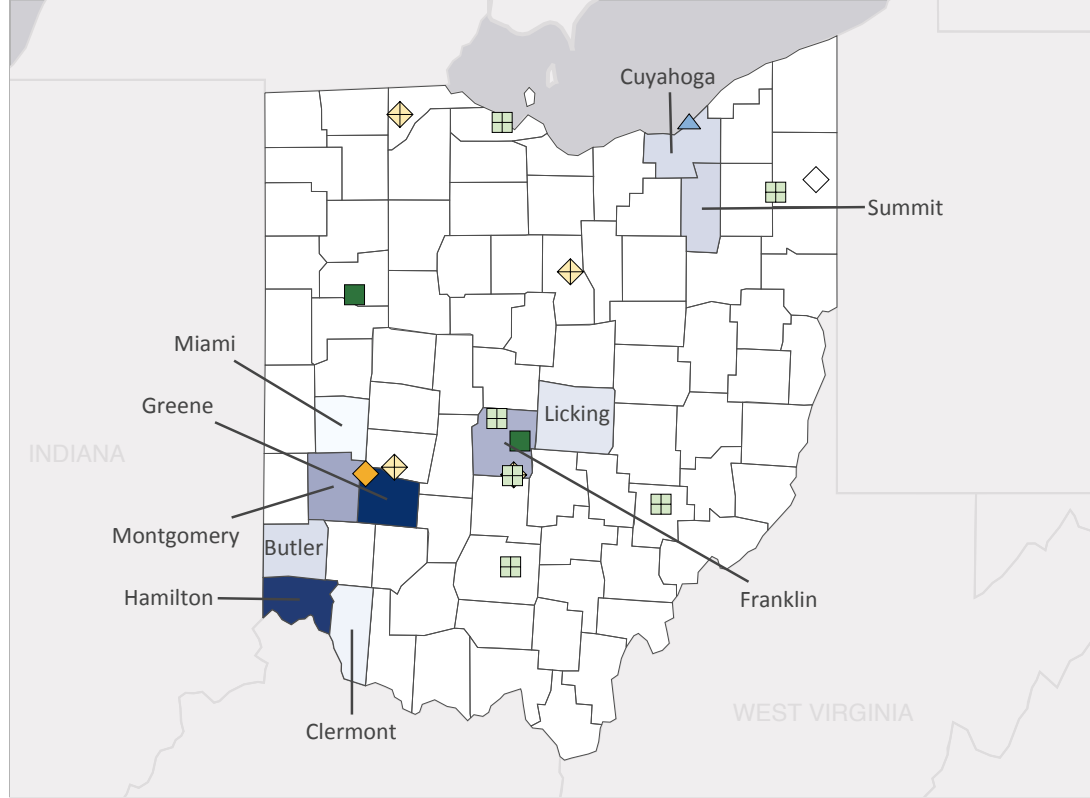 Cuyahoga
Summit
Miami
Greene
Licking
INDIANA
Montgomery
Butler
Hamilton
Franklin
WEST VIRGINIA
Clermont